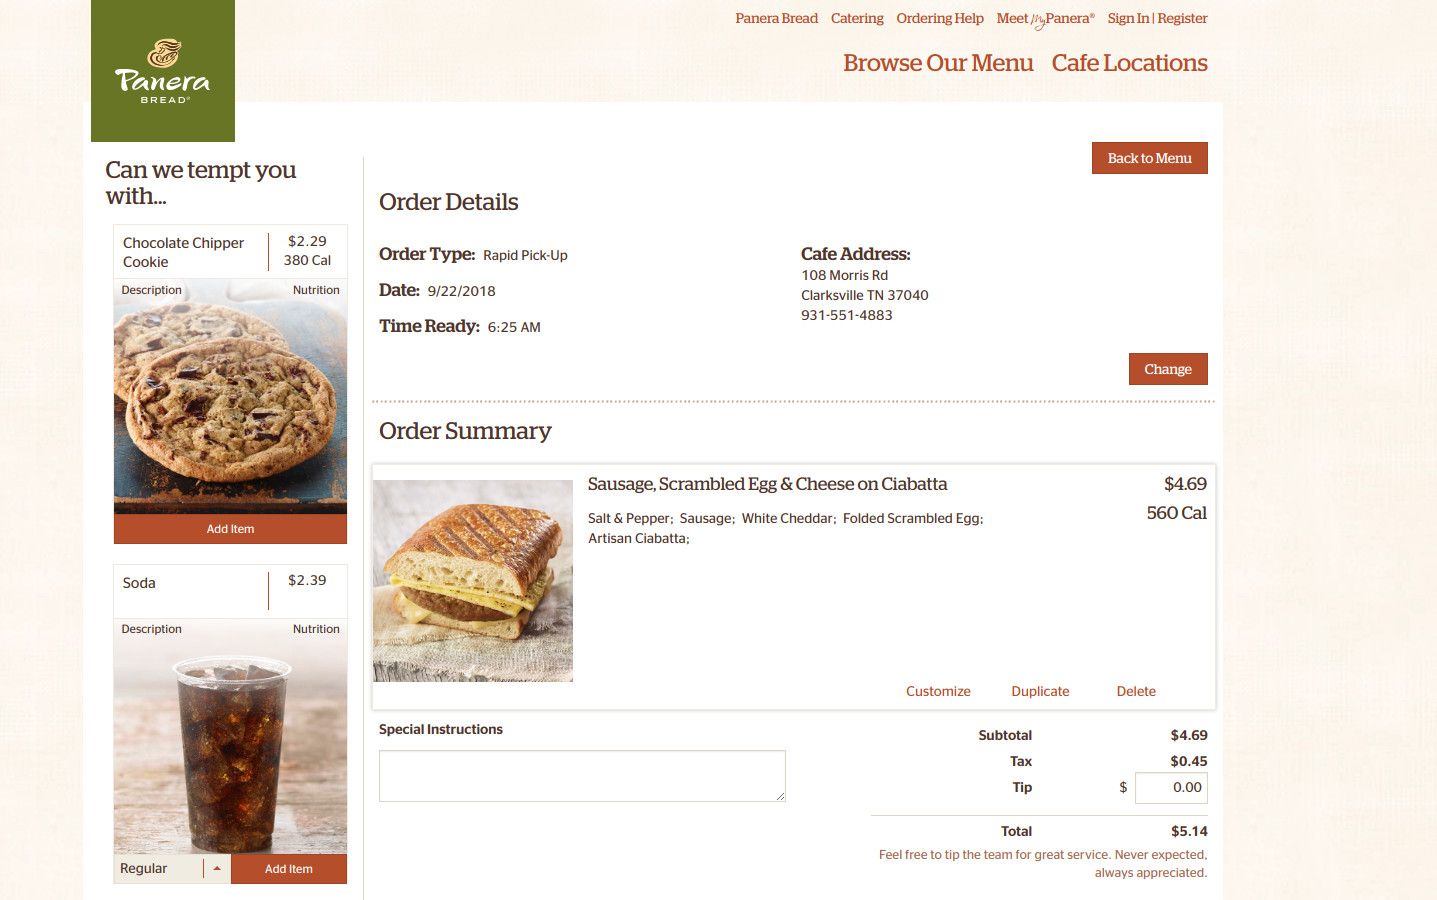 Panera Bread Catering Ordering Help Meet MyPanera® Sign In | Register
Browse Our Menu Cafe Locations
Panera
BREAD®
Back to Menu
Can we tempt you
with...
Chocolate Chipper
Cookie
$2.29
380 Cal
Description Nutrition
Add Item
Soda
$2.39
Description Nutrition
Regular
Add Item
Order Details
Order Type: Rapid Pick-Up
Date: 9/22/2018
Time Ready: 6:25 AM
Cafe Address:
108 Morris Rd
Clarksville TN 37040
931-551-4883
Change
Order Summary
Sausage, Scrambled Egg & Cheese on Ciabatta
$4.69
560 Cal
Salt & Pepper; Sausage; White Cheddar; Folded Scrambled Egg;
Artisan Ciabatta;
Customize Duplicate Delete
Special Instructions
Subtotal $4.69
Tax $0.45
Tip $ 0.00
Total $5.14
Feel free to tip the team for great service. Never expected,
always appreciated.